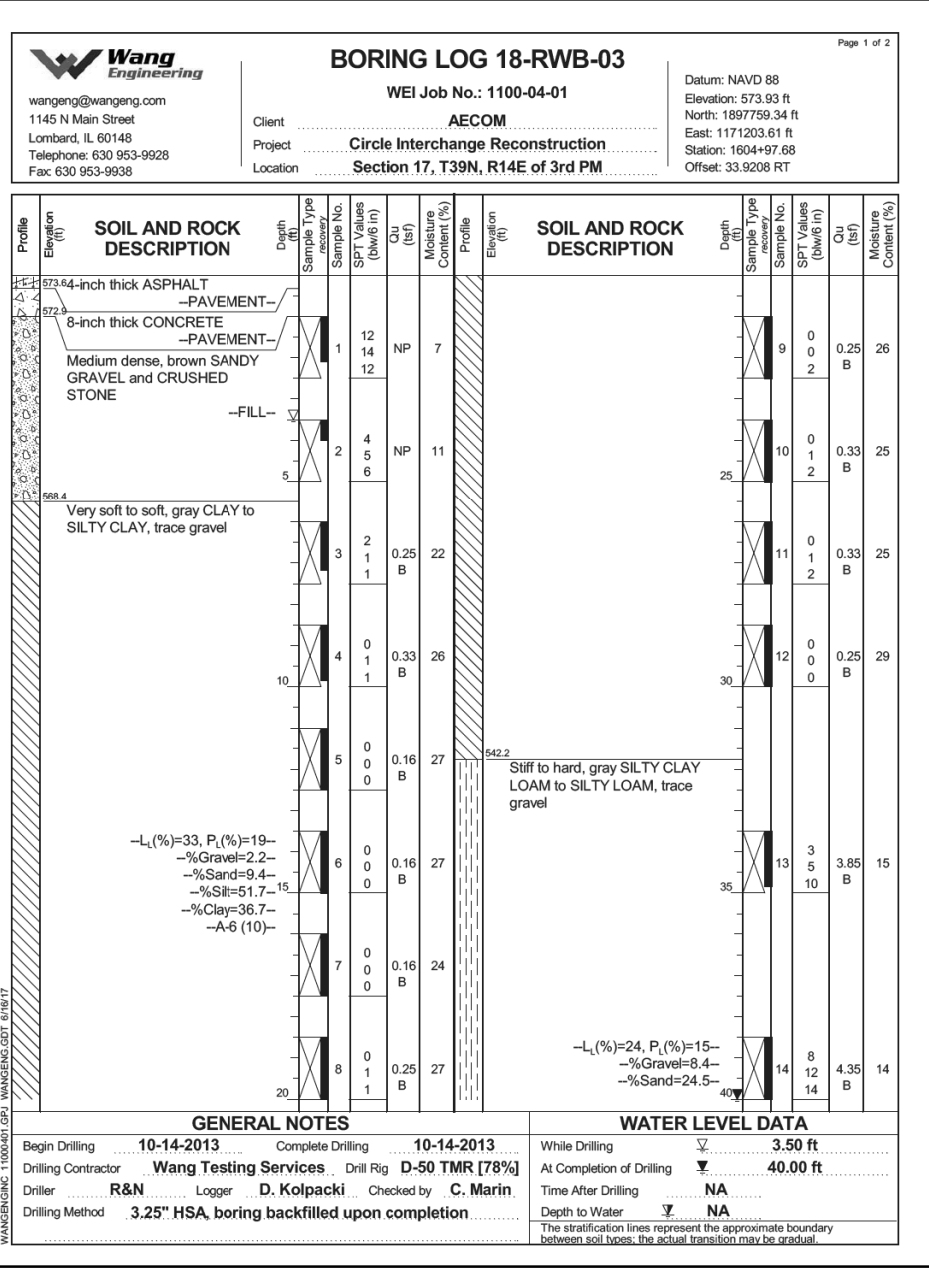 Page 1 of 2
Wang
Engineering
wangeng@wangeng.com
1145 N Main Street
Lombard, IL 60148
Telephone: 630 953-9928
Fax: 630 953-9938
BORING LOG 18-RWB-03
WEI Job No.: 1100-04-01
Client AECOM
Project Circle Interchange Reconstruction
Location Section 17, T39N, R14E of 3rd PM
Datum: NAVD 88
Elevation: 573.93 ft
North: 1897759.34 ft
East: 1171203.61 ft
Station: 1604+97.68
Offset: 33.9208 RT
Profile
Elevation (ft)
SOIL AND ROCK
DESCRIPTION
Depth (ft)
Sample Type
recovery
Sample No.
SPT Values (blw/6 in)
Qu (tsf)
Moisture Content (%)
573.6 4-inch thick ASPHALT
--PAVEMENT--
572.9
8-inch thick CONCRETE
--PAVEMENT--
Medium dense, brown SANDY
GRAVEL and CRUSHED
STONE
--FILL--
1 12 14 12 NP 7
2 4 5 6 NP 11
5
568.4
Very soft to soft, gray CLAY to
SILTY CLAY, trace gravel
3 2 1 1 0.25 B 22
4 0 1 1 0.33 B 26
10
5 0 0 0 0.16 B 27
--LL(%)=33, PL(%)=19--
--%Gravel=2.2--
--%Sand=9.4--
--%Silt=51.7-- 15
--%Clay=36.7--
--A-6 (10)--
6 0 0 0 0.16 B 27
7 0 0 0 0.16 B 24
8 0 1 1 0.25 B 27
20
Profile
Elevation (ft)
SOIL AND ROCK
DESCRIPTION
Depth (ft)
Sample Type
recovery
Sample No.
SPT Values (blw/6 in)
Qu (tsf)
Moisture Content (%)
9 0 0 2 0.25 B 26
10 0 1 2 0.33 B 25
25
11 0 1 2 0.33 B 25
12 0 0 0 0.25 B 29
30
542.2
Stiff to hard, gray SILTY CLAY
LOAM to SILTY LOAM, trace
gravel
13 3 5 10 3.85 B 15
35
--LL(%)=24, PL(%)=15--
--%Gravel=8.4--
--%Sand=24.5--
14 8 12 14 4.35 B 14
40
WANGENGINC 11000401.GPJ WANGENG.GDT 6/16/17
GENERAL NOTES
Begin Drilling 10-14-2013 Complete Drilling 10-14-2013
Drilling Contractor Wang Testing Services Drill Rig D-50 TMR [78%]
Driller R&N Logger D. Kolpacki Checked by C. Marin
Drilling Method 3.25" HSA, boring backfilled upon completion
WATER LEVEL DATA
While Drilling 3.50 ft
At Completion of Drilling 40.00 ft
Time After Drilling NA
Depth to Water NA
The stratification lines represent the approximate boundary
between soil types; the actual transition may be gradual.